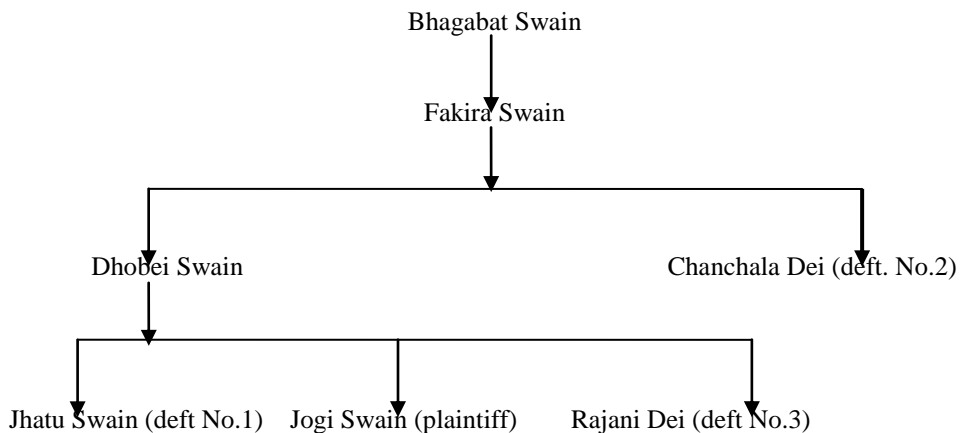 Bhagabat Swain
Fakira Swain
Dhobei Swain Chanchala Dei (deft. No.2)
Jhatu Swain (deft No.1) Jogi Swain (plaintiff) Rajani Dei (deft No.3)